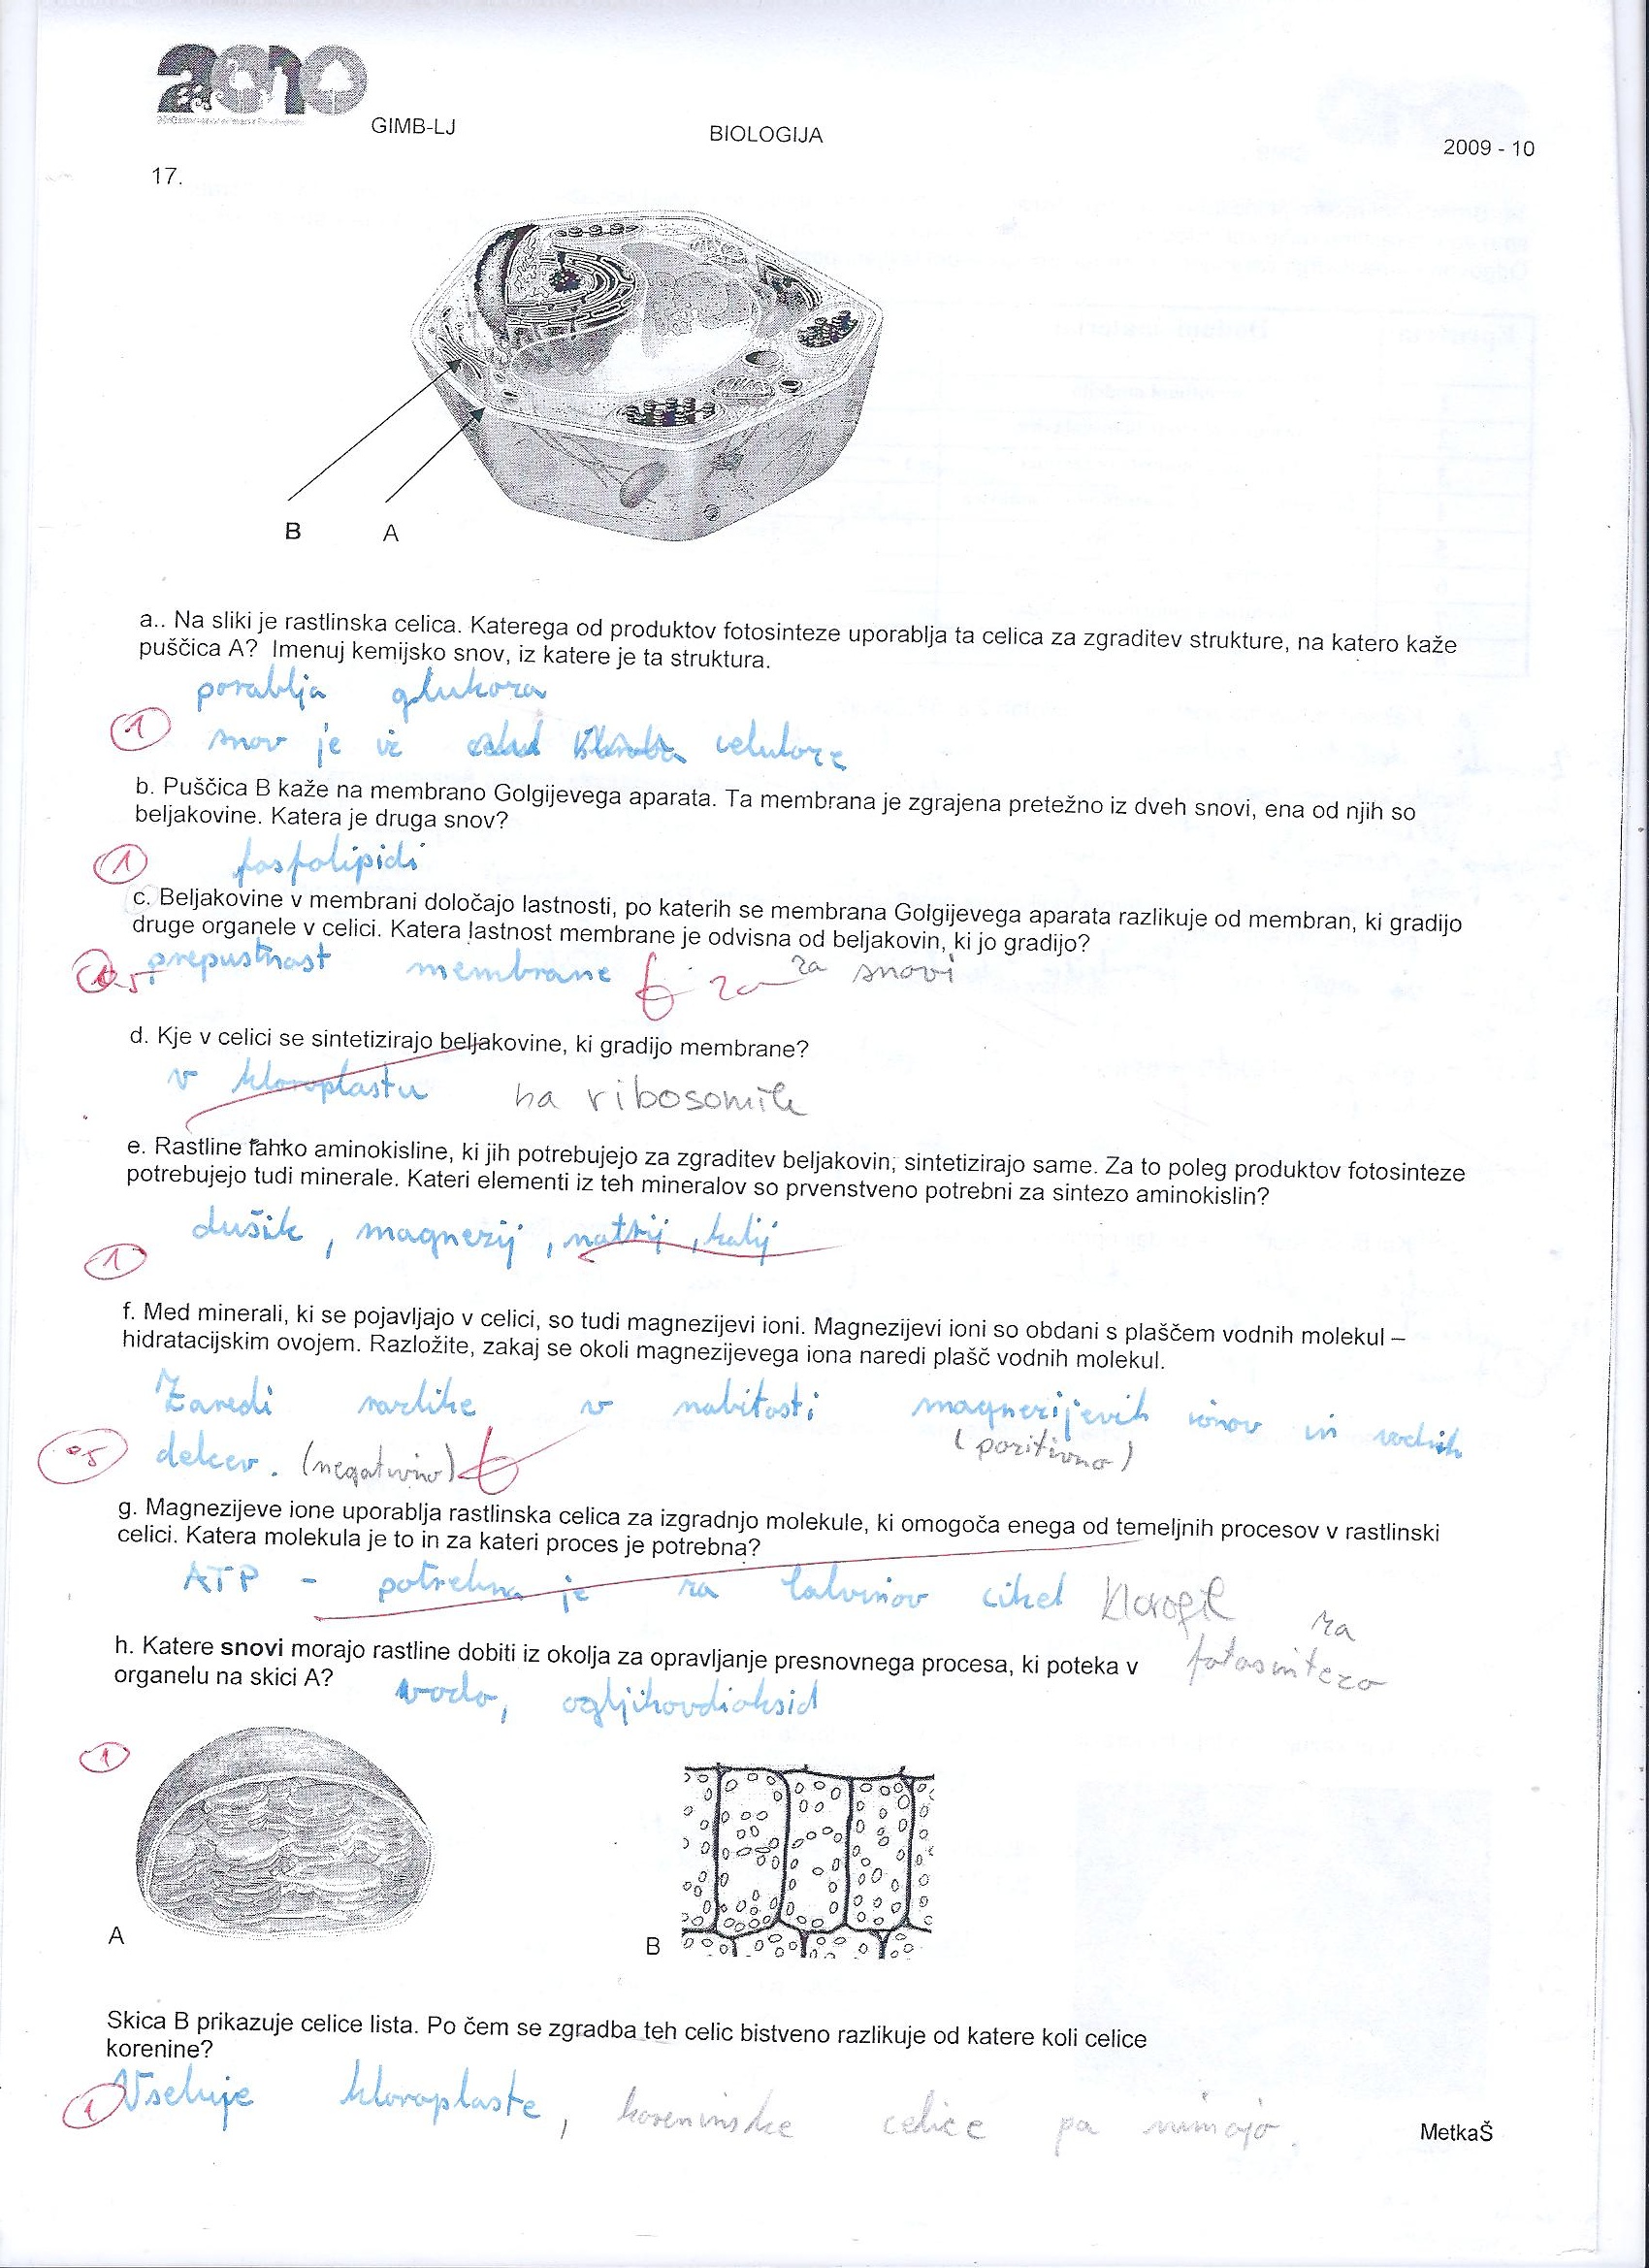 2010
GIMB-LJ BIOLOGIJA 2009 - 10
17.
B A
a.. Na sliki je rastlinska celica. Katerega od produktov fotosinteze uporablja ta celica za zgraditev strukture, na katero kaže
puščica A? Imenuj kemijsko snov, iz katere je ta struktura.
porablja glukoza
1 snov je iz celuloze
b. Puščica B kaže na membrano Golgijevega aparata. Ta membrana je zgrajena pretežno iz dveh snovi, ena od njih so
beljakovine. Katera je druga snov?
1 fosfolipidi
c. Beljakovine v membrani določajo lastnosti, po katerih se membrana Golgijevega aparata razlikuje od membran, ki gradijo
druge organele v celici. Katera lastnost membrane je odvisna od beljakovin, ki jo gradijo?
prepustnost membrane za za snovi
d. Kje v celici se sintetizirajo beljakovine, ki gradijo membrane?
v kloroplastu na ribosomih
e. Rastline lahko aminokisline, ki jih potrebujejo za zgraditev beljakovin, sintetizirajo same. Za to poleg produktov fotosinteze
potrebujejo tudi minerale. Kateri elementi iz teh mineralov so prvenstveno potrebni za sintezo aminokislin?
dušik, magnezij, natrij, kalij
1
f. Med minerali, ki se pojavljajo v celici, so tudi magnezijevi ioni. Magnezijevi ioni so obdani s plaščem vodnih molekul –
hidratacijskim ovojem. Razložite, zakaj se okoli magnezijevega iona naredi plašč vodnih molekul.
Zaredi razlike v nabitosti magnezijevih ionov in vodnih
(pozitivno)
05 delcev. (negativno)
g. Magnezijeve ione uporablja rastlinska celica za izgradnjo molekule, ki omogoča enega od temeljnih procesov v rastlinski
celici. Katera molekula je to in za kateri proces je potrebna?
ATP - potrebna je za calvinov cikel klorofil za
fotosintezo
h. Katere snovi morajo rastline dobiti iz okolja za opravljanje presnovnega procesa, ki poteka v
organelu na skici A?
voda, ogljikovdioksid
1
A B
Skica B prikazuje celice lista. Po čem se zgradba teh celic bistveno razlikuje od katere koli celice
korenine?
1 Vsebuje kloroplaste, koreninske celice pa nimajo.
MetkaŠ